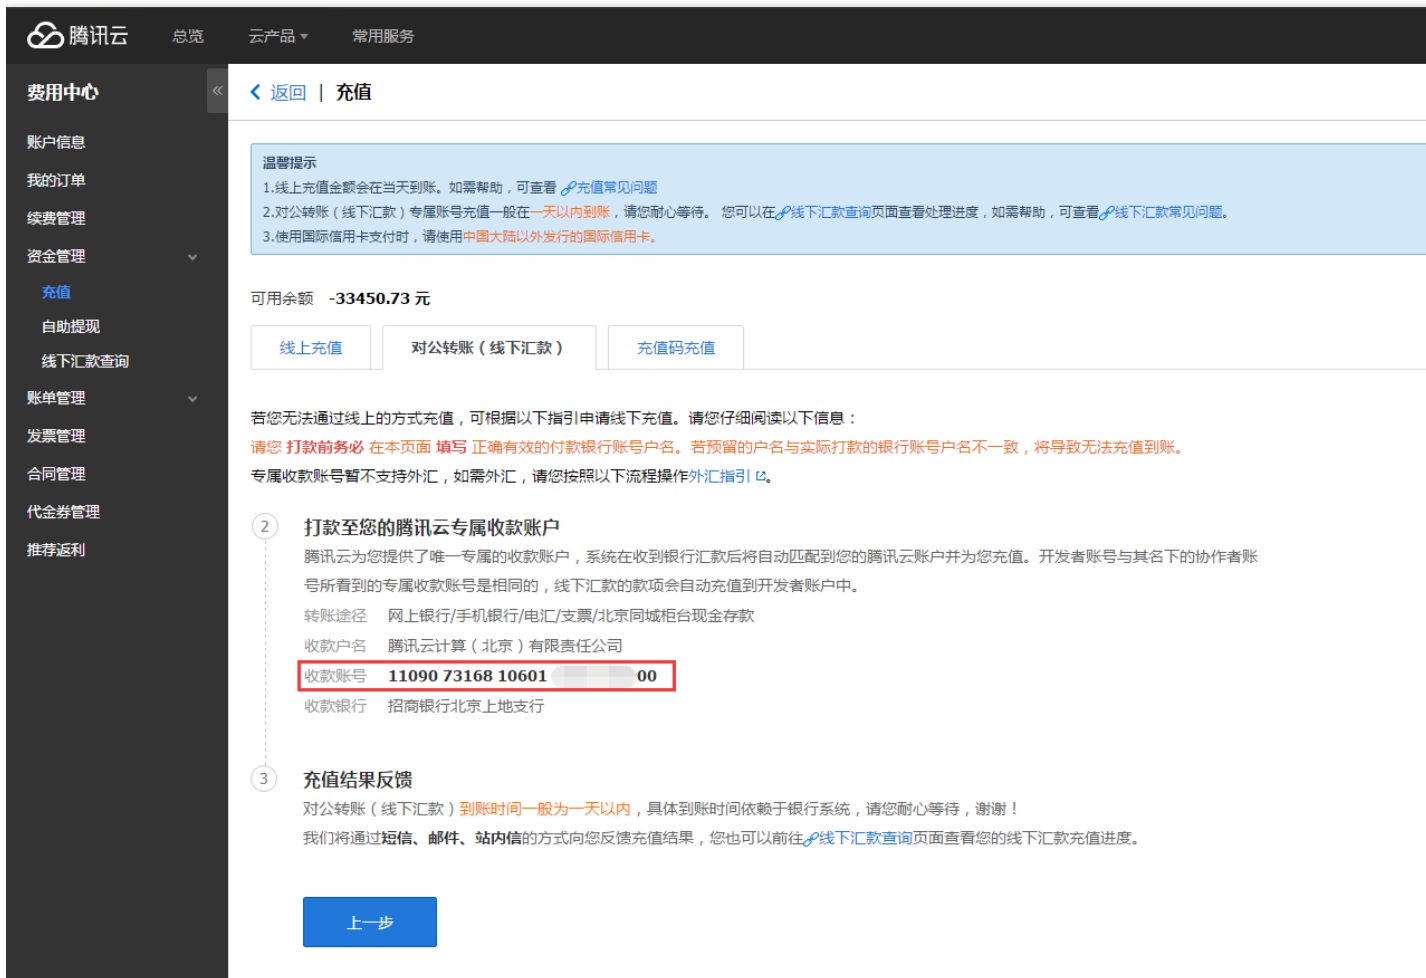 腾讯云 总览 云产品 常用服务
费用中心
账户信息
我的订单
续费管理
资金管理
充值
自助提现
线下汇款查询
账单管理
发票管理
合同管理
代金券管理
推荐返利
返回 | 充值
温馨提示
1.线上充值金额会在当天到账。如需帮助，可查看 充值常见问题
2.对公转账（线下汇款）专属账号充值一般在一天以内到账，请您耐心等待。 您可以在线下汇款查询页面查看处理进度，如需帮助，可查看线下汇款常见问题。
3.使用国际信用卡支付时，请使用中国大陆以外发行的国际信用卡。
可用余额 -33450.73 元
线上充值 对公转账（线下汇款） 充值码充值
若您无法通过线上的方式充值，可根据以下指引申请线下充值。请您仔细阅读以下信息：
请您 打款前务必 在本页面 填写 正确有效的付款银行账号户名。若预留的户名与实际打款的银行账号户名不一致，将导致无法充值到账。
专属收款账号暂不支持外汇，如需外汇，请您按照以下流程操作外汇指引。
2 打款至您的腾讯云专属收款账户
腾讯云为您提供了唯一专属的收款账户，系统在收到银行汇款后将自动匹配到您的腾讯云账户并为您充值。开发者账号与其名下的协作者账
号所看到的专属收款账号是相同的，线下汇款的款项会自动充值到开发者账户中。
转账途径 网上银行/手机银行/电汇/支票/北京同城柜台现金存款
收款户名 腾讯云计算（北京）有限责任公司
收款账号 11090 73168 10601 00
收款银行 招商银行北京上地支行
3 充值结果反馈
对公转账（线下汇款）到账时间一般为一天以内，具体到账时间依赖于银行系统，请您耐心等待，谢谢！
我们将通过短信、邮件、站内信的方式向您反馈充值结果，您也可以前往线下汇款查询页面查看您的线下汇款充值进度。
上一步